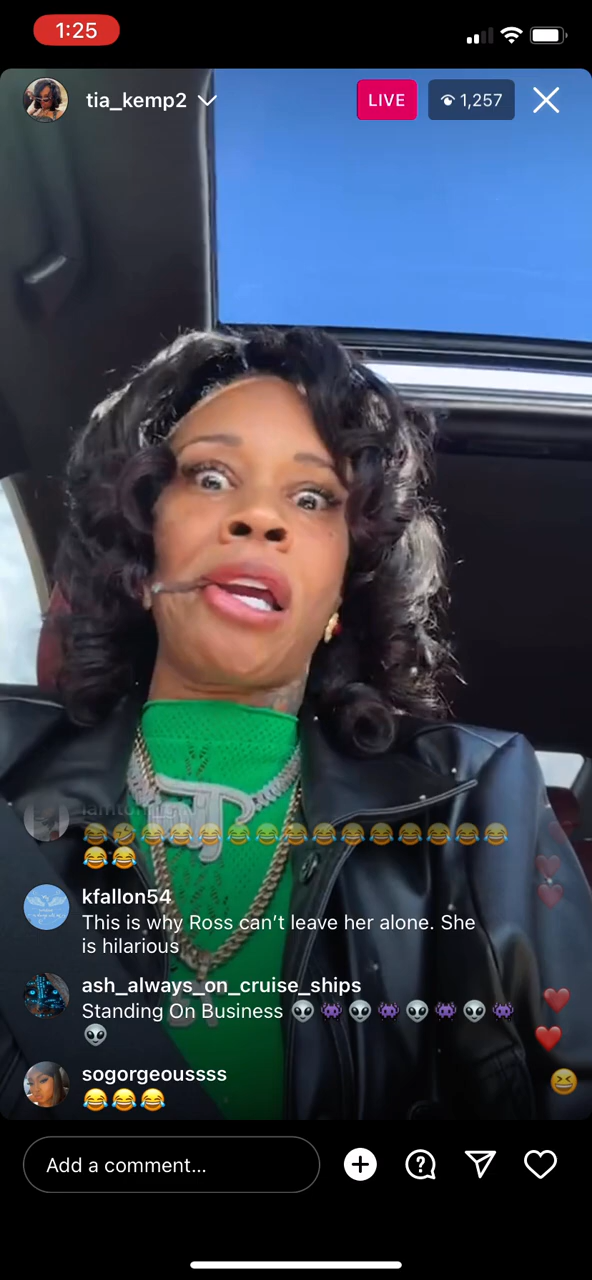 1:25
tia_kemp2
LIVE
1,257
😂🤣😂😂😂😂😂😂😂😂😂😂😂😂😂
😂😂
kfallon54
This is why Ross can't leave her alone. She
is hilarious
ash_always_on_cruise_ships
Standing On Business 👽👾👽👾👽👾👽👾
👽
sogorgeoussss
😂😂😂
Add a comment...